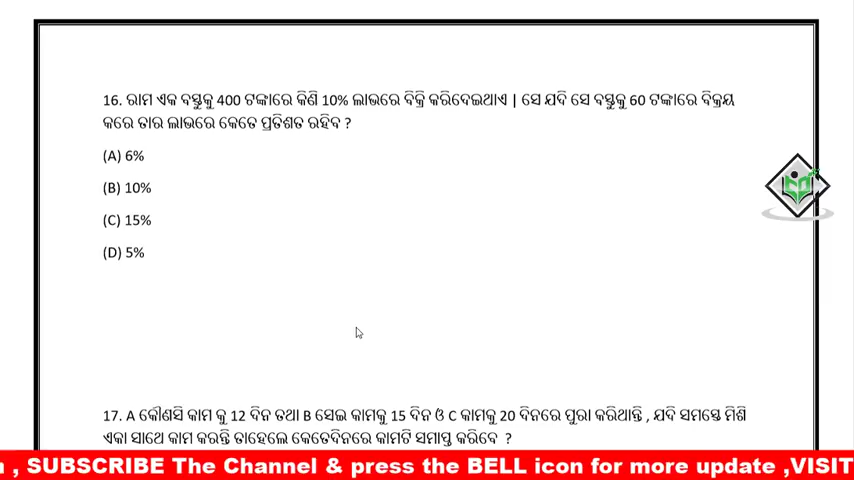 16. ରାମ ଏକ ବସ୍ତୁକୁ 400 ଟଙ୍କାରେ କିଣି 10% ଲାଭରେ ବିକ୍ରି କରିଦେଇଥାଏ | ସେ ଯଦି ସେ ବସ୍ତୁକୁ 60 ଟଙ୍କାରେ ବିକ୍ରୟ
କରେ ତାର ଲାଭରେ କେତେ ପ୍ରତିଶତ ରହିବ ?
(A) 6%
(B) 10%
(C) 15%
(D) 5%
17. A କୌଣସି କାମ କୁ 12 ଦିନ ତଥା B ସେଇ କାମକୁ 15 ଦିନ ଓ C କାମକୁ 20 ଦିନରେ ପୁରା କରିଥାନ୍ତି , ଯଦି ସମସ୍ତେ ମିଶି
ଏକା ସାଥେ କାମ କରନ୍ତି ତାହେଲେ କେତେଦିନରେ କାମଟି ସମାପ୍ତ କରିବେ ?
, SUBSCRIBE The Channel & press the BELL icon for more update ,VISIT